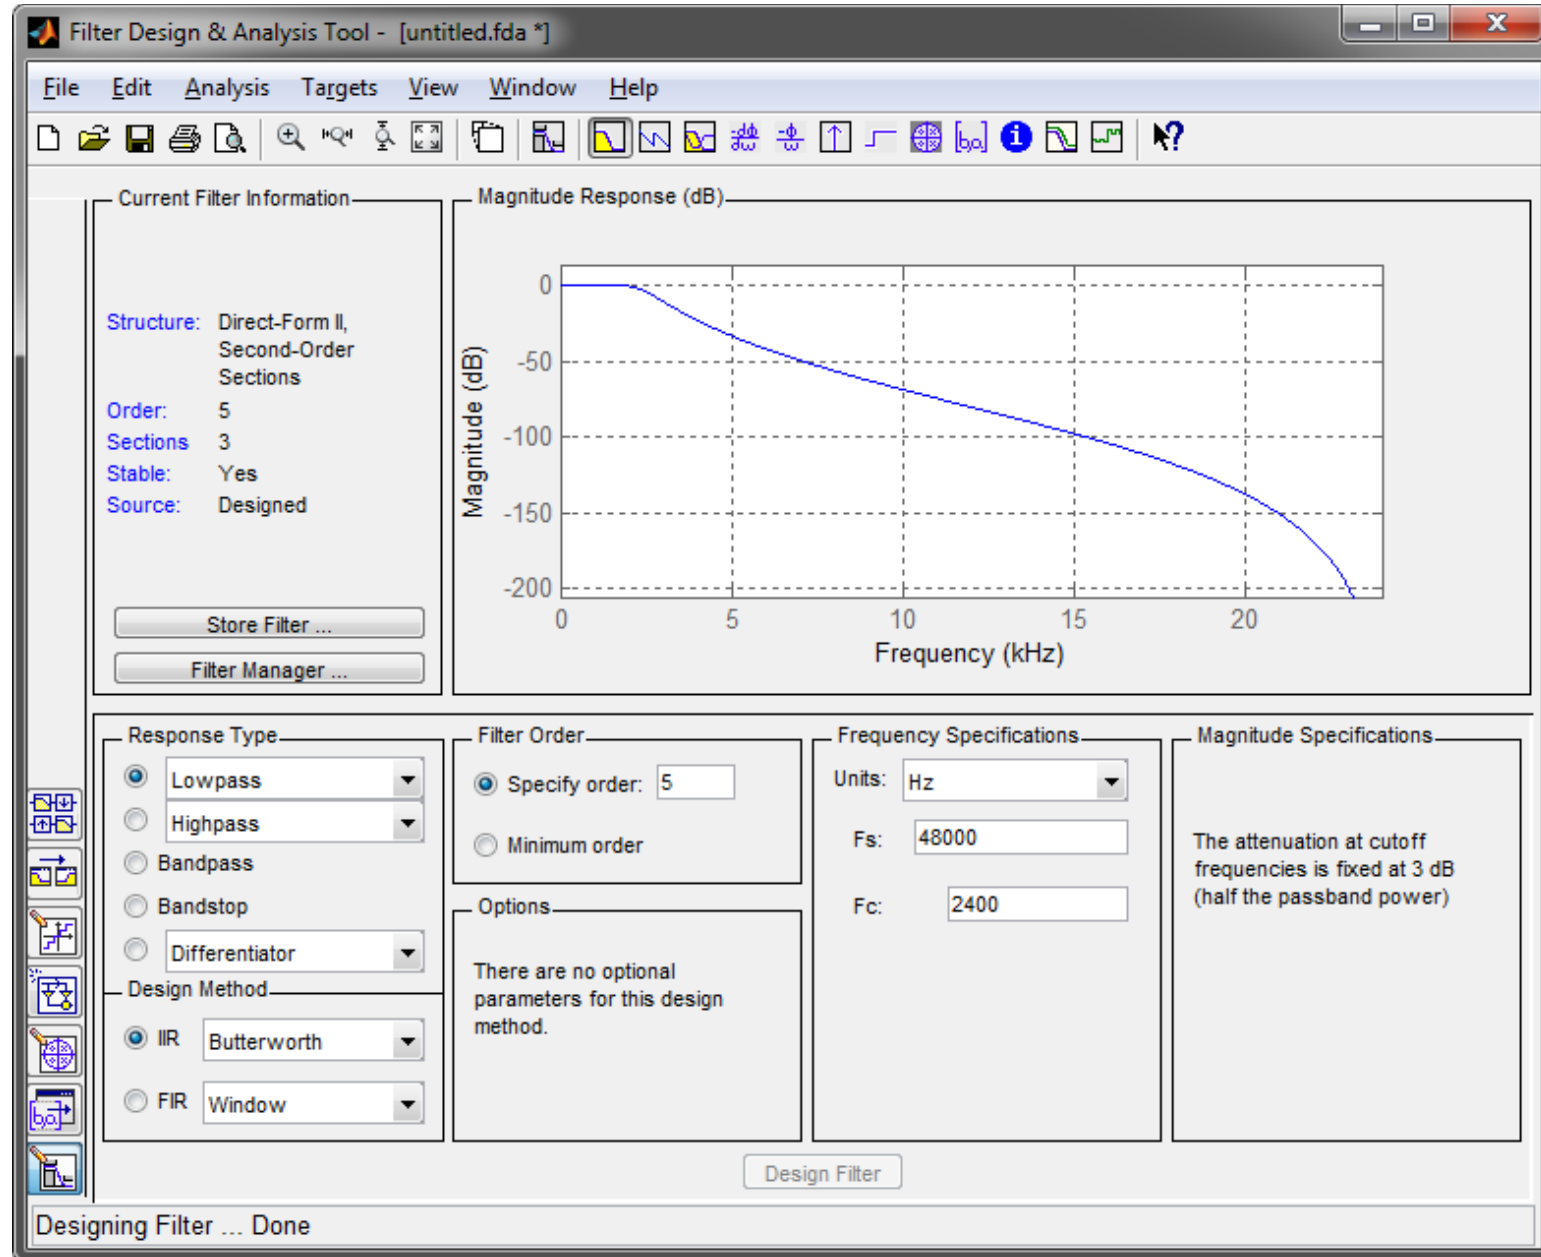 Filter Design & Analysis Tool -  [untitled.fda *]
File Edit Analysis Targets View Window Help
Current Filter Information
Structure: Direct-Form II,
Second-Order
Sections
Order: 5
Sections 3
Stable: Yes
Source: Designed
Store Filter ...
Filter Manager ...
Magnitude Response (dB)
Magnitude (dB)
0
-50
-100
-150
-200
0 5 10 15 20
Frequency (kHz)
Response Type
Lowpass
Highpass
Bandpass
Bandstop
Differentiator
Design Method
IIR Butterworth
FIR Window
Filter Order
Specify order: 5
Minimum order
Options
There are no optional
parameters for this design
method.
Frequency Specifications
Units: Hz
Fs: 48000
Fc: 2400
Magnitude Specifications
The attenuation at cutoff
frequencies is fixed at 3 dB
(half the passband power)
Design Filter
Designing Filter ... Done